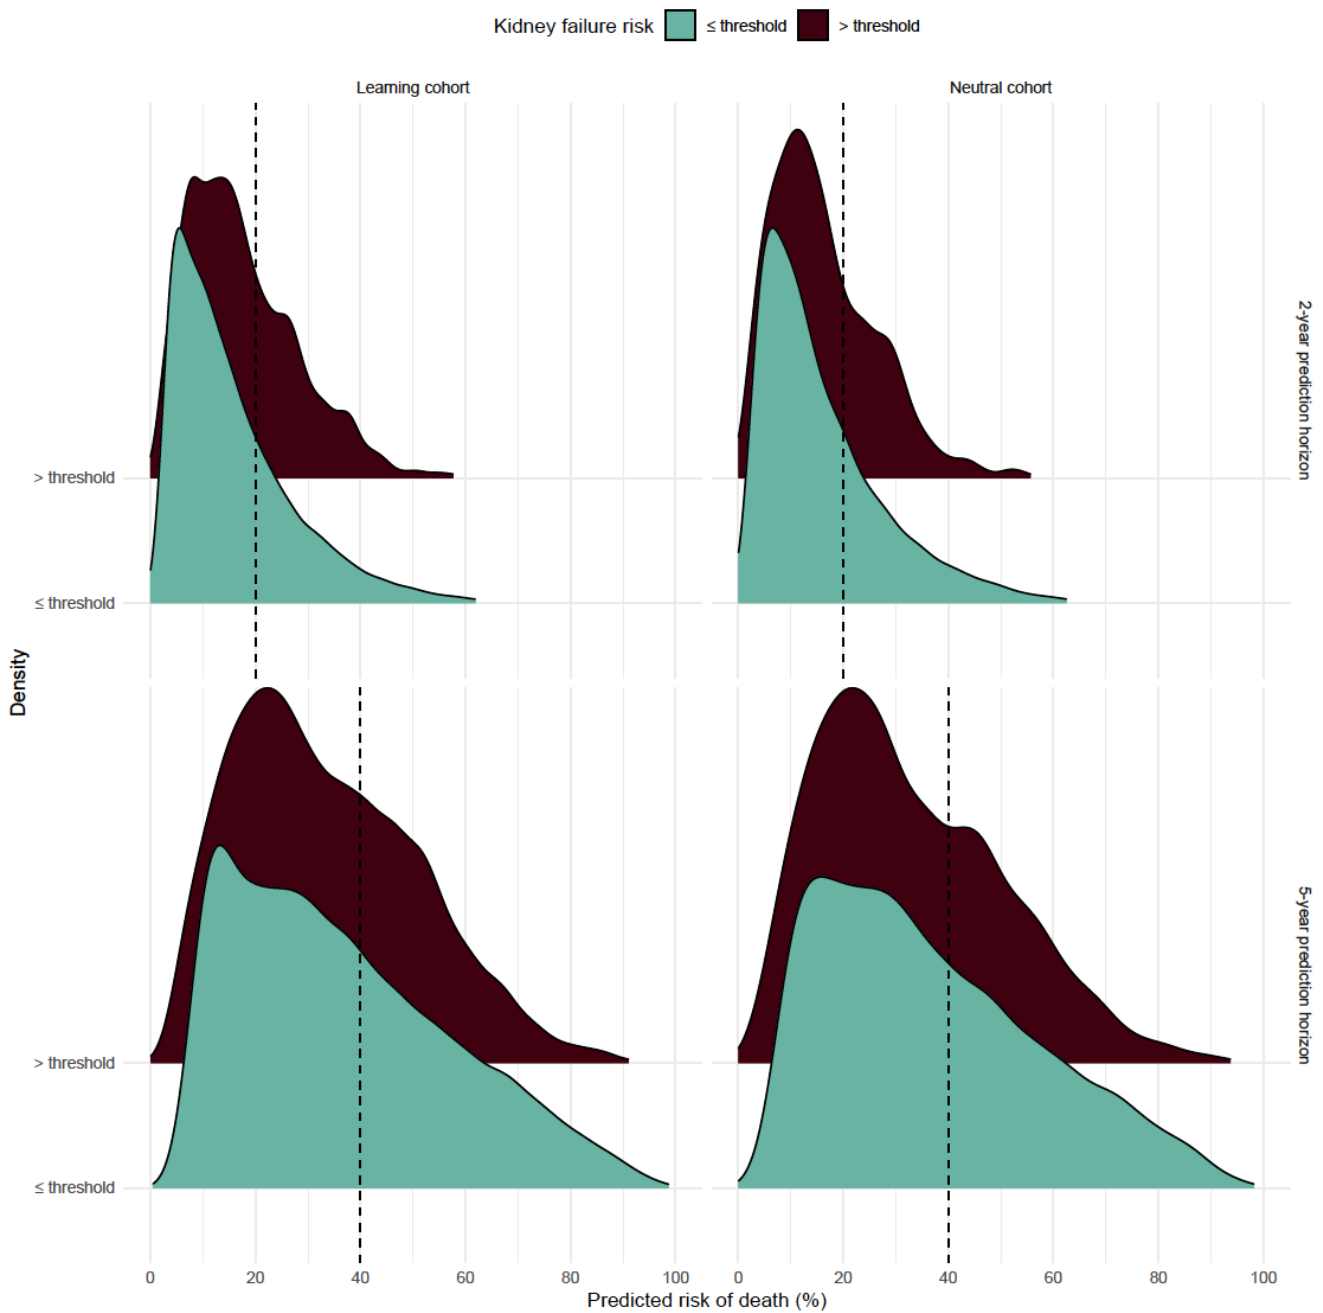 Kidney failure risk ≤ threshold > threshold
Learning cohort Neutral cohort
2-year prediction horizon
> threshold
≤ threshold
Density
5-year prediction horizon
> threshold
≤ threshold
0 20 40 60 80 100 0 20 40 60 80 100
Predicted risk of death (%)